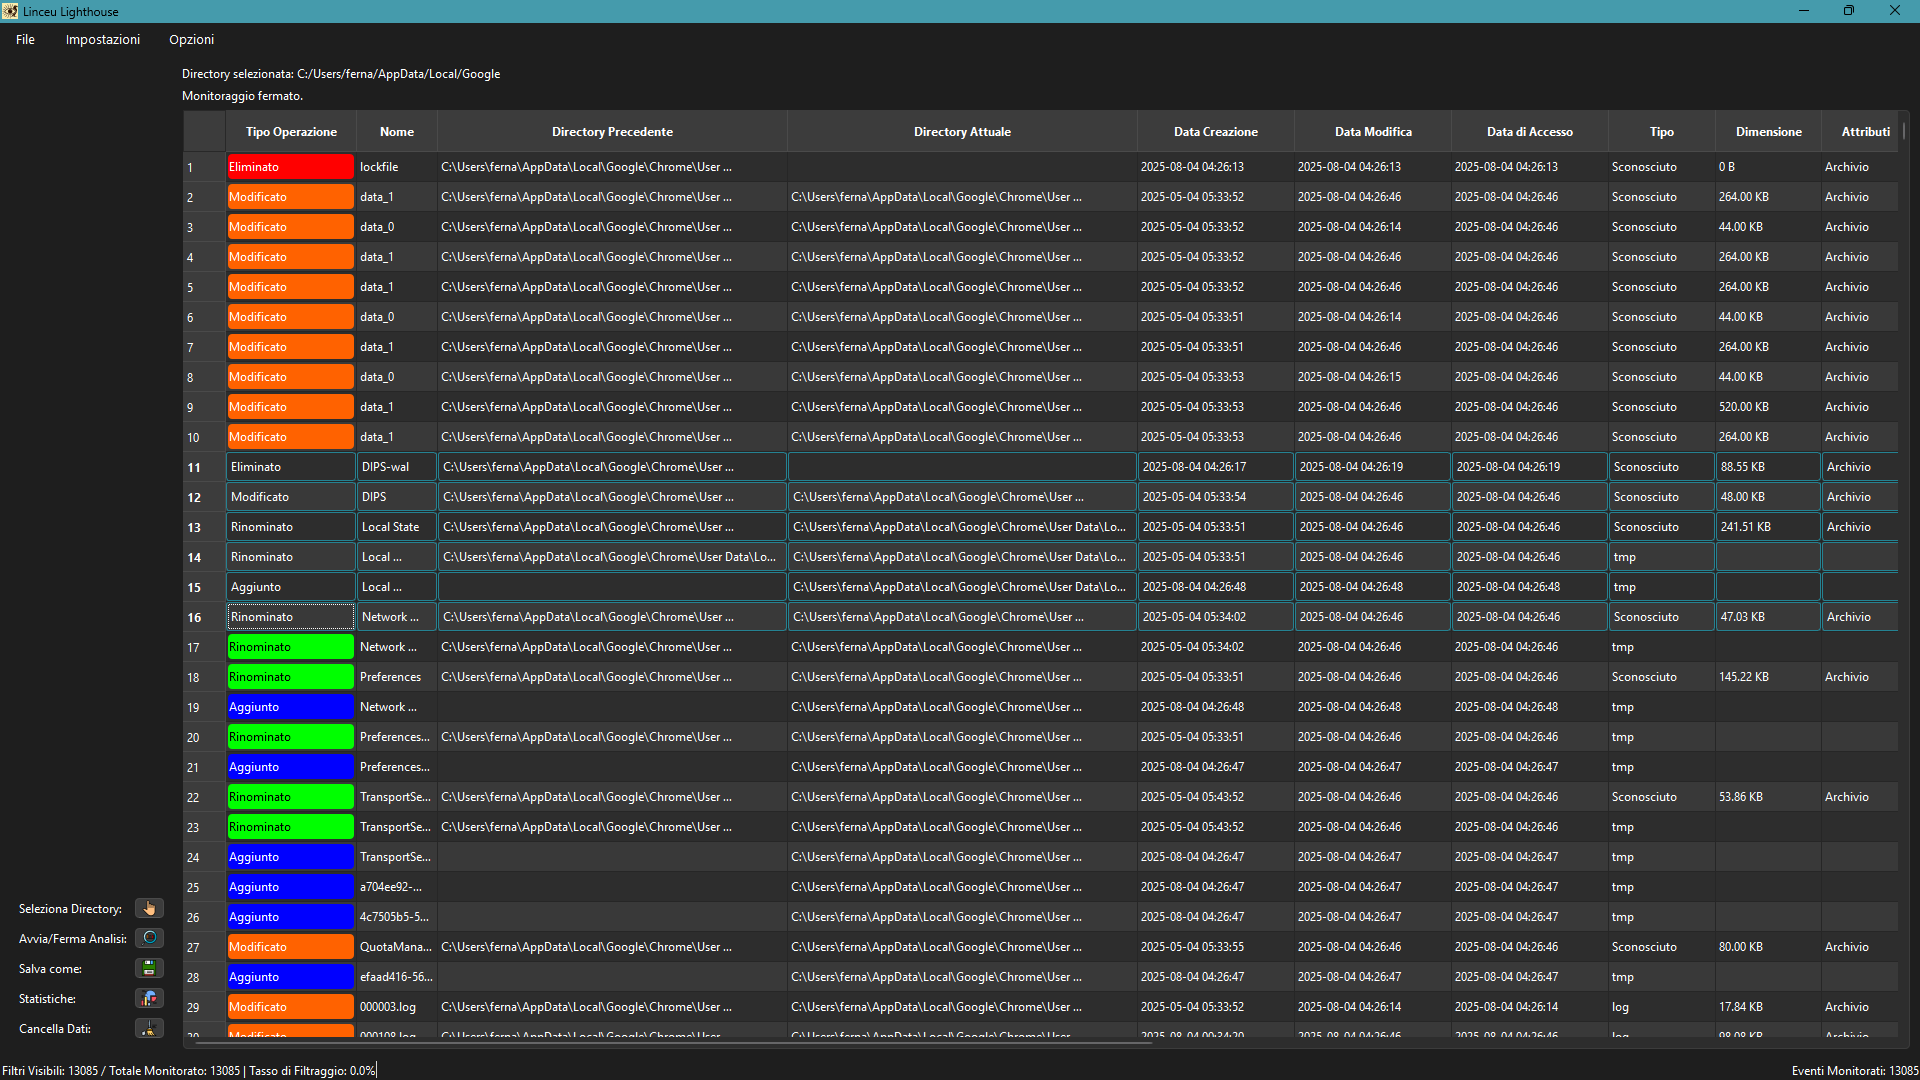 Linceu Lighthouse
File Impostazioni Opzioni
Directory selezionata: C:/Users/ferna/AppData/Local/Google
Monitoraggio fermato.
Tipo Operazione Nome Directory Precedente Directory Attuale Data Creazione Data Modifica Data di Accesso Tipo Dimensione Attributi
1 Eliminato lockfile C:\Users\ferna\AppData\Local\Google\Chrome\User ... 2025-08-04 04:26:13 2025-08-04 04:26:13 2025-08-04 04:26:13 Sconosciuto 0 B Archivio
2 Modificato data_1 C:\Users\ferna\AppData\Local\Google\Chrome\User ... C:\Users\ferna\AppData\Local\Google\Chrome\User ... 2025-05-04 05:33:52 2025-08-04 04:26:46 2025-08-04 04:26:46 Sconosciuto 264.00 KB Archivio
3 Modificato data_0 C:\Users\ferna\AppData\Local\Google\Chrome\User ... C:\Users\ferna\AppData\Local\Google\Chrome\User ... 2025-05-04 05:33:52 2025-08-04 04:26:14 2025-08-04 04:26:46 Sconosciuto 44.00 KB Archivio
4 Modificato data_1 C:\Users\ferna\AppData\Local\Google\Chrome\User ... C:\Users\ferna\AppData\Local\Google\Chrome\User ... 2025-05-04 05:33:52 2025-08-04 04:26:46 2025-08-04 04:26:46 Sconosciuto 264.00 KB Archivio
5 Modificato data_1 C:\Users\ferna\AppData\Local\Google\Chrome\User ... C:\Users\ferna\AppData\Local\Google\Chrome\User ... 2025-05-04 05:33:52 2025-08-04 04:26:46 2025-08-04 04:26:46 Sconosciuto 264.00 KB Archivio
6 Modificato data_0 C:\Users\ferna\AppData\Local\Google\Chrome\User ... C:\Users\ferna\AppData\Local\Google\Chrome\User ... 2025-05-04 05:33:51 2025-08-04 04:26:14 2025-08-04 04:26:46 Sconosciuto 44.00 KB Archivio
7 Modificato data_1 C:\Users\ferna\AppData\Local\Google\Chrome\User ... C:\Users\ferna\AppData\Local\Google\Chrome\User ... 2025-05-04 05:33:51 2025-08-04 04:26:46 2025-08-04 04:26:46 Sconosciuto 264.00 KB Archivio
8 Modificato data_0 C:\Users\ferna\AppData\Local\Google\Chrome\User ... C:\Users\ferna\AppData\Local\Google\Chrome\User ... 2025-05-04 05:33:53 2025-08-04 04:26:15 2025-08-04 04:26:46 Sconosciuto 44.00 KB Archivio
9 Modificato data_1 C:\Users\ferna\AppData\Local\Google\Chrome\User ... C:\Users\ferna\AppData\Local\Google\Chrome\User ... 2025-05-04 05:33:53 2025-08-04 04:26:46 2025-08-04 04:26:46 Sconosciuto 520.00 KB Archivio
10 Modificato data_1 C:\Users\ferna\AppData\Local\Google\Chrome\User ... C:\Users\ferna\AppData\Local\Google\Chrome\User ... 2025-05-04 05:33:53 2025-08-04 04:26:46 2025-08-04 04:26:46 Sconosciuto 264.00 KB Archivio
11 Eliminato DIPS-wal C:\Users\ferna\AppData\Local\Google\Chrome\User ... 2025-08-04 04:26:17 2025-08-04 04:26:19 2025-08-04 04:26:19 Sconosciuto 88.55 KB Archivio
12 Modificato DIPS C:\Users\ferna\AppData\Local\Google\Chrome\User ... C:\Users\ferna\AppData\Local\Google\Chrome\User ... 2025-05-04 05:33:54 2025-08-04 04:26:46 2025-08-04 04:26:46 Sconosciuto 48.00 KB Archivio
13 Rinominato Local State C:\Users\ferna\AppData\Local\Google\Chrome\User ... C:\Users\ferna\AppData\Local\Google\Chrome\User Data\Lo... 2025-05-04 05:33:51 2025-08-04 04:26:46 2025-08-04 04:26:46 Sconosciuto 241.51 KB Archivio
14 Rinominato Local ... C:\Users\ferna\AppData\Local\Google\Chrome\User Data\Lo... C:\Users\ferna\AppData\Local\Google\Chrome\User Data\Lo... 2025-05-04 05:33:51 2025-08-04 04:26:46 2025-08-04 04:26:46 tmp
15 Aggiunto Local ... C:\Users\ferna\AppData\Local\Google\Chrome\User Data\Lo... 2025-08-04 04:26:48 2025-08-04 04:26:48 2025-08-04 04:26:48 tmp
16 Rinominato Network ... C:\Users\ferna\AppData\Local\Google\Chrome\User ... C:\Users\ferna\AppData\Local\Google\Chrome\User ... 2025-05-04 05:34:02 2025-08-04 04:26:46 2025-08-04 04:26:46 Sconosciuto 47.03 KB Archivio
17 Rinominato Network ... C:\Users\ferna\AppData\Local\Google\Chrome\User ... C:\Users\ferna\AppData\Local\Google\Chrome\User ... 2025-05-04 05:34:02 2025-08-04 04:26:46 2025-08-04 04:26:46 tmp
18 Rinominato Preferences C:\Users\ferna\AppData\Local\Google\Chrome\User ... C:\Users\ferna\AppData\Local\Google\Chrome\User ... 2025-05-04 05:33:51 2025-08-04 04:26:46 2025-08-04 04:26:46 Sconosciuto 145.22 KB Archivio
19 Aggiunto Network ... C:\Users\ferna\AppData\Local\Google\Chrome\User ... 2025-08-04 04:26:48 2025-08-04 04:26:48 2025-08-04 04:26:48 tmp
20 Rinominato Preferences... C:\Users\ferna\AppData\Local\Google\Chrome\User ... C:\Users\ferna\AppData\Local\Google\Chrome\User ... 2025-05-04 05:33:51 2025-08-04 04:26:46 2025-08-04 04:26:46 tmp
21 Aggiunto Preferences... C:\Users\ferna\AppData\Local\Google\Chrome\User ... 2025-08-04 04:26:47 2025-08-04 04:26:47 2025-08-04 04:26:47 tmp
22 Rinominato TransportSe... C:\Users\ferna\AppData\Local\Google\Chrome\User ... C:\Users\ferna\AppData\Local\Google\Chrome\User ... 2025-05-04 05:43:52 2025-08-04 04:26:46 2025-08-04 04:26:46 Sconosciuto 53.86 KB Archivio
23 Rinominato TransportSe... C:\Users\ferna\AppData\Local\Google\Chrome\User ... C:\Users\ferna\AppData\Local\Google\Chrome\User ... 2025-05-04 05:43:52 2025-08-04 04:26:46 2025-08-04 04:26:46 tmp
24 Aggiunto TransportSe... C:\Users\ferna\AppData\Local\Google\Chrome\User ... 2025-08-04 04:26:47 2025-08-04 04:26:47 2025-08-04 04:26:47 tmp
25 Aggiunto a704ee92-... C:\Users\ferna\AppData\Local\Google\Chrome\User ... 2025-08-04 04:26:47 2025-08-04 04:26:47 2025-08-04 04:26:47 tmp
26 Aggiunto 4c7505b5-5... C:\Users\ferna\AppData\Local\Google\Chrome\User ... 2025-08-04 04:26:47 2025-08-04 04:26:47 2025-08-04 04:26:47 tmp
27 Modificato QuotaMana... C:\Users\ferna\AppData\Local\Google\Chrome\User ... C:\Users\ferna\AppData\Local\Google\Chrome\User ... 2025-05-04 05:33:55 2025-08-04 04:26:46 2025-08-04 04:26:46 Sconosciuto 80.00 KB Archivio
28 Aggiunto efaad416-56... C:\Users\ferna\AppData\Local\Google\Chrome\User ... 2025-08-04 04:26:47 2025-08-04 04:26:47 2025-08-04 04:26:47 tmp
29 Modificato 000003.log C:\Users\ferna\AppData\Local\Google\Chrome\User ... C:\Users\ferna\AppData\Local\Google\Chrome\User ... 2025-05-04 05:33:52 2025-08-04 04:26:14 2025-08-04 04:26:14 log 17.84 KB Archivio
Seleziona Directory:
Avvia/Ferma Analisi:
Salva come:
Statistiche:
Cancella Dati:
Filtri Visibili: 13085 / Totale Monitorato: 13085 | Tasso di Filtraggio: 0.0% Eventi Monitorati: 13085